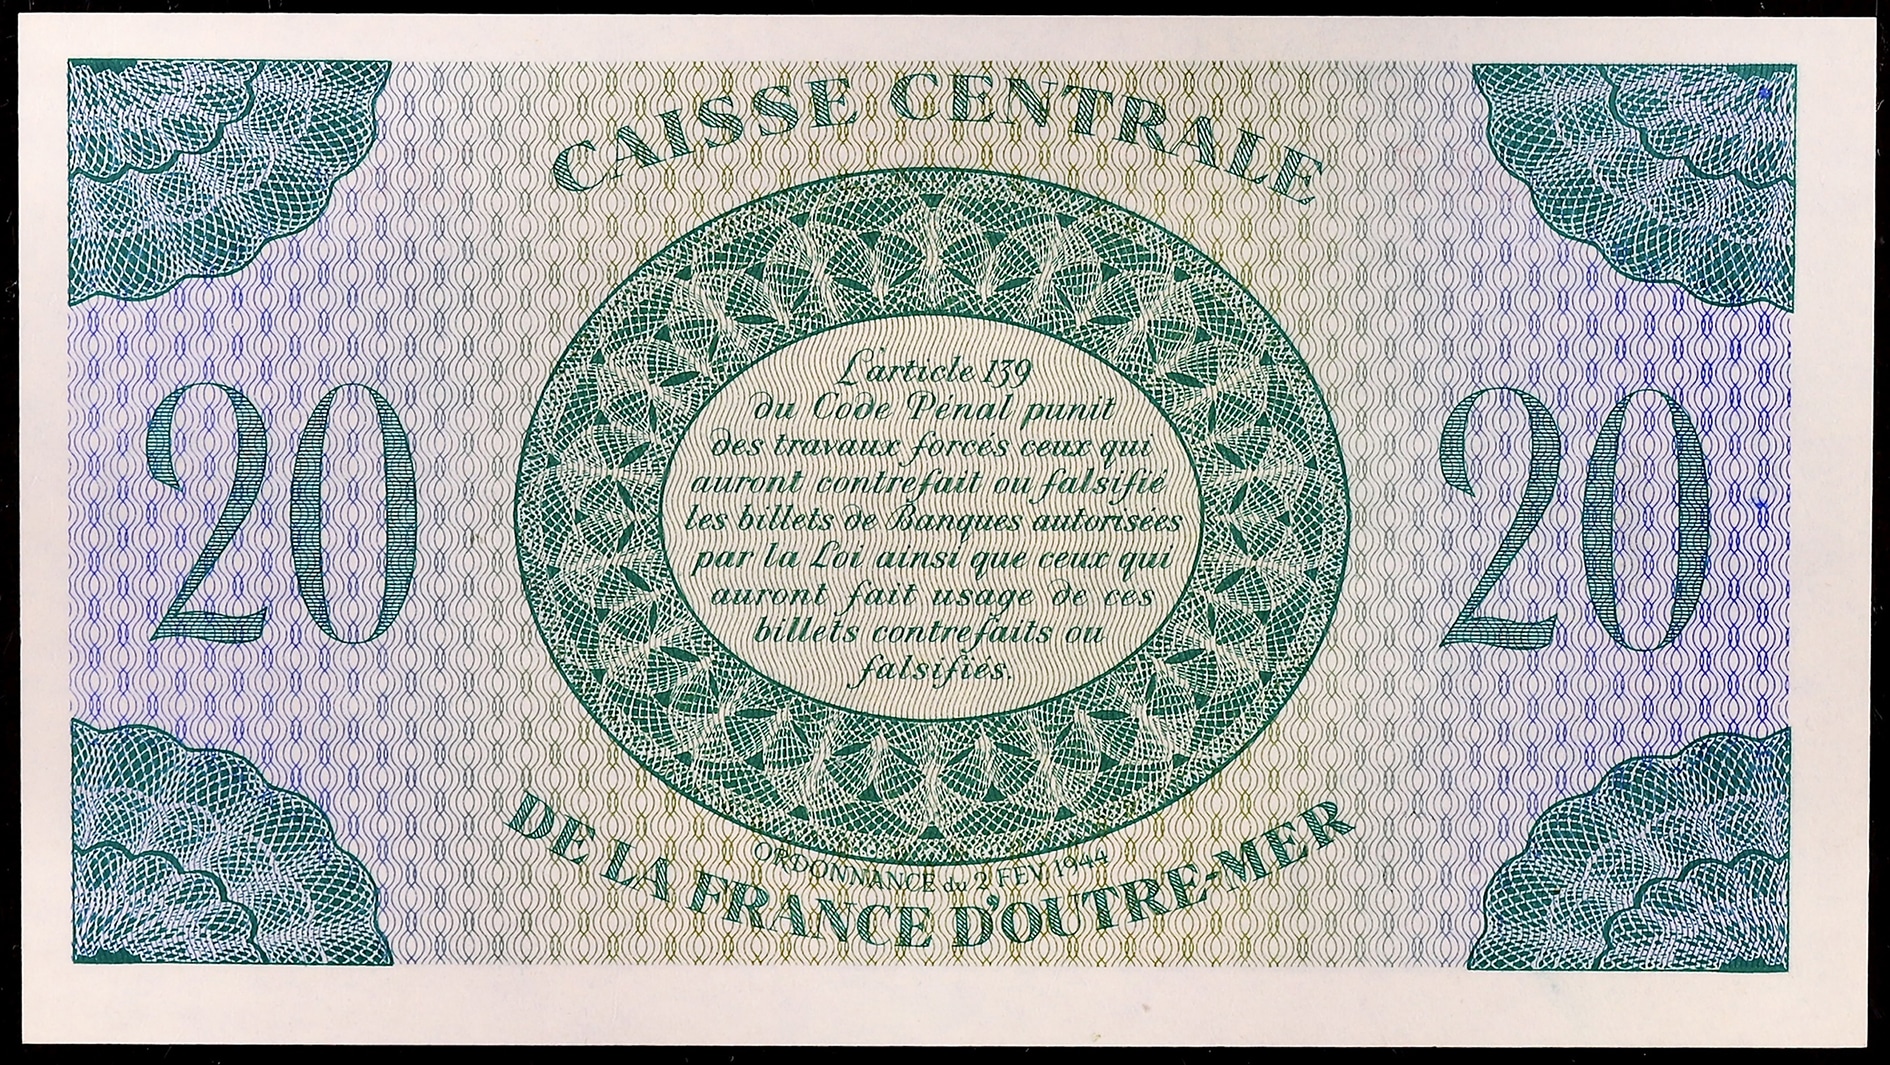 CAISSE CENTRALE
L'article 139
du Code Pénal punit
des travaux forcés ceux qui
auront contrefait ou falsifié
les billets de Banques autorisées
par la Loi ainsi que ceux qui
auront fait usage de ces
billets contrefaits ou
falsifiés.
20
20
ORDONNANCE du 2 FEV. 1944
DE LA FRANCE D'OUTRE-MER